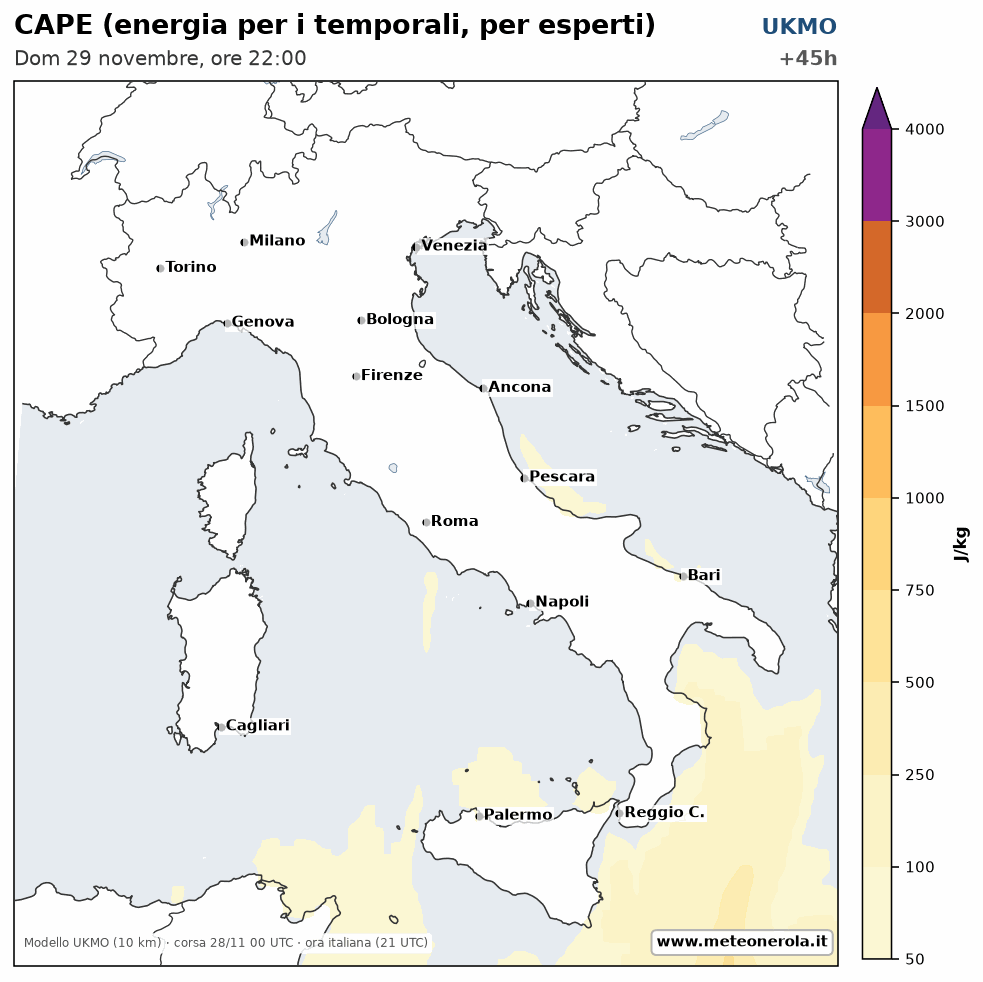 CAPE (energia per i temporali, per esperti)
UKMO
Dom 29 novembre, ore 22:00
+45h
4000
3000
2000
1500
1000
750
500
250
100
50
J/kg
Milano
Venezia
Torino
Genova
Bologna
Firenze
Ancona
Pescara
Roma
Bari
Napoli
Cagliari
Palermo
Reggio C.
Modello UKMO (10 km) · corsa 28/11 00 UTC · ora italiana (21 UTC)
www.meteonerola.it